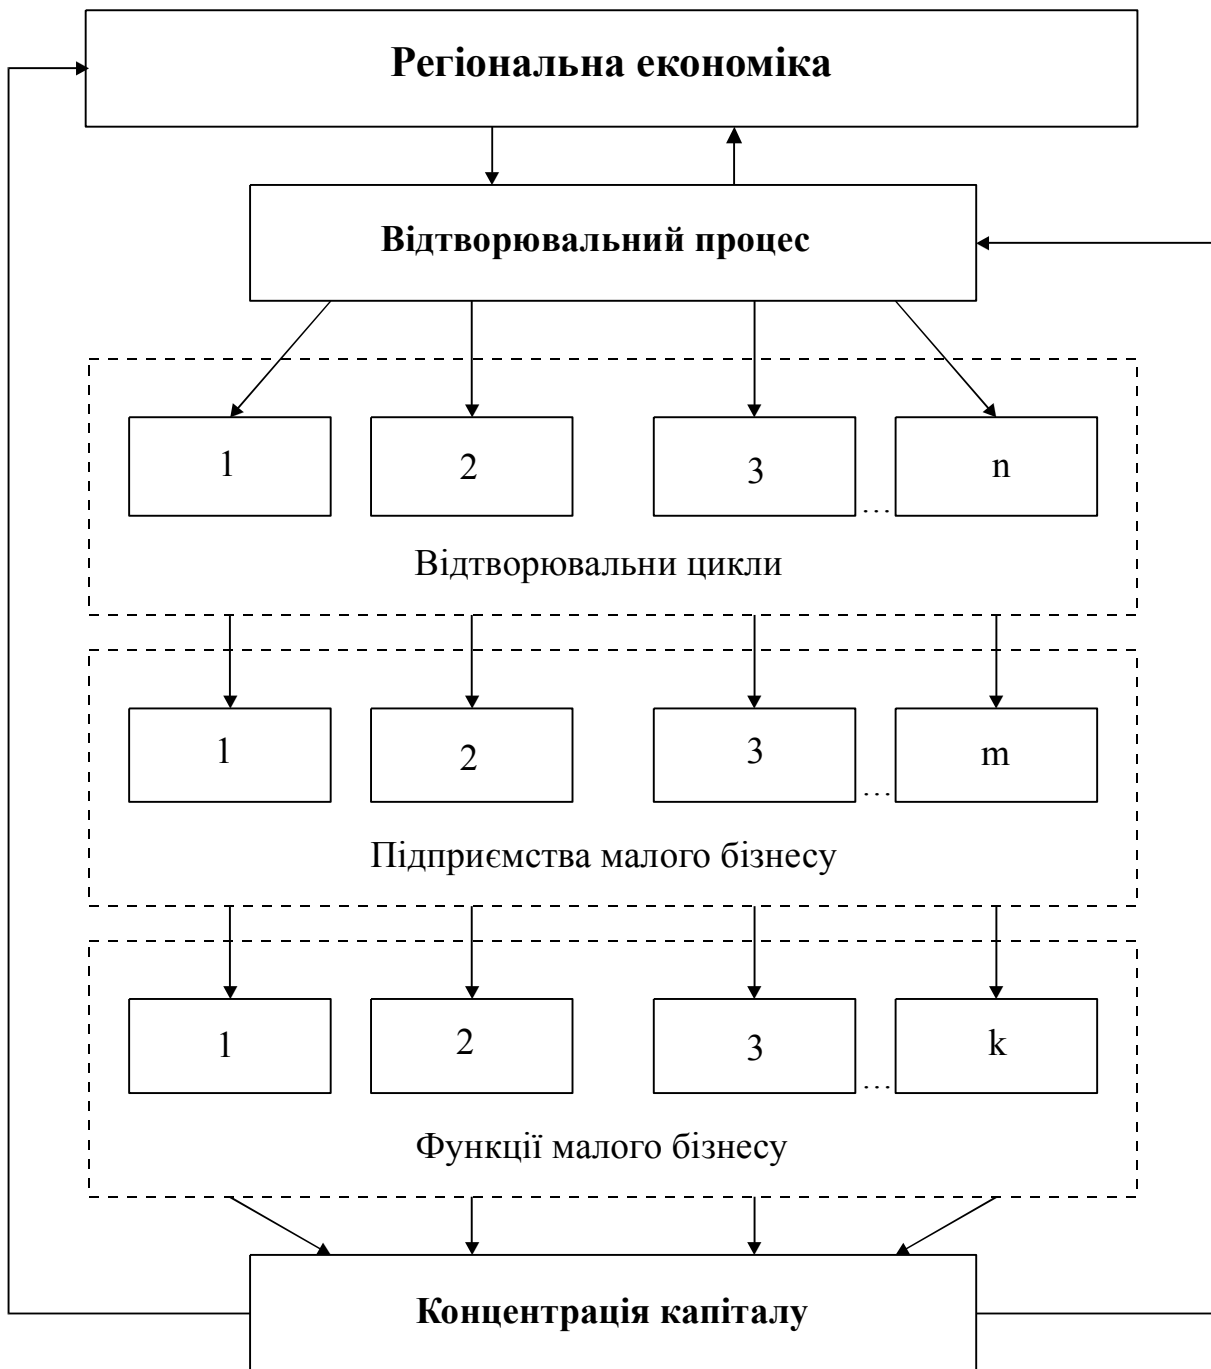 Регіональна економіка
Відтворювальний процес
1 2 3 ... n
Відтворювальни цикли
1 2 3 ... m
Підприємства малого бізнесу
1 2 3 ... k
Функції малого бізнесу
Концентрація капіталу